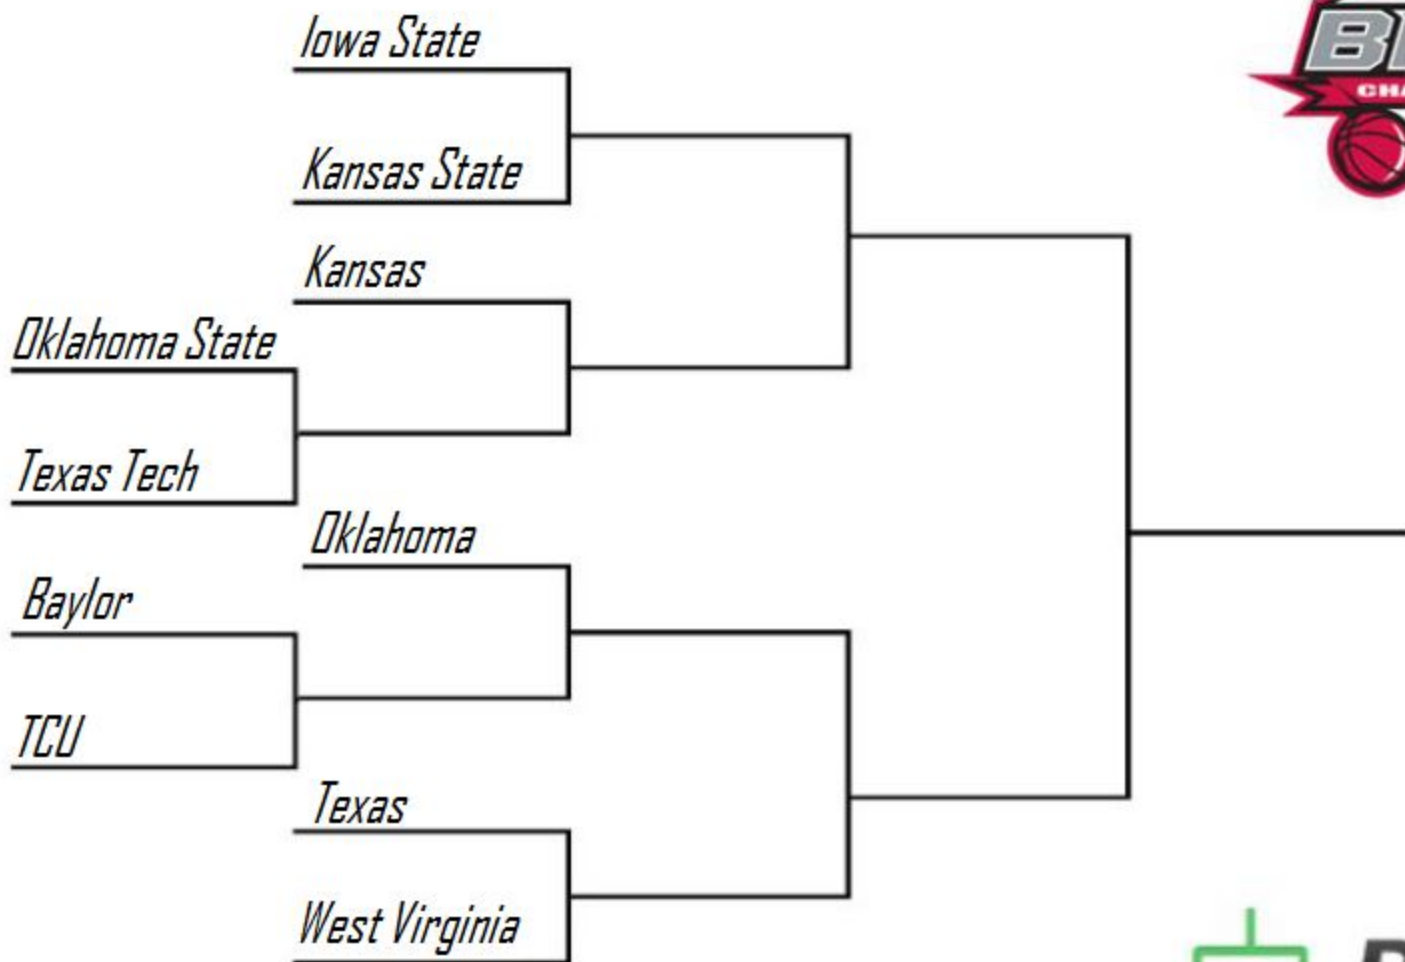 Iowa State
Kansas State
Kansas
Oklahoma State
Texas Tech
Oklahoma
Baylor
TCU
Texas
West Virginia